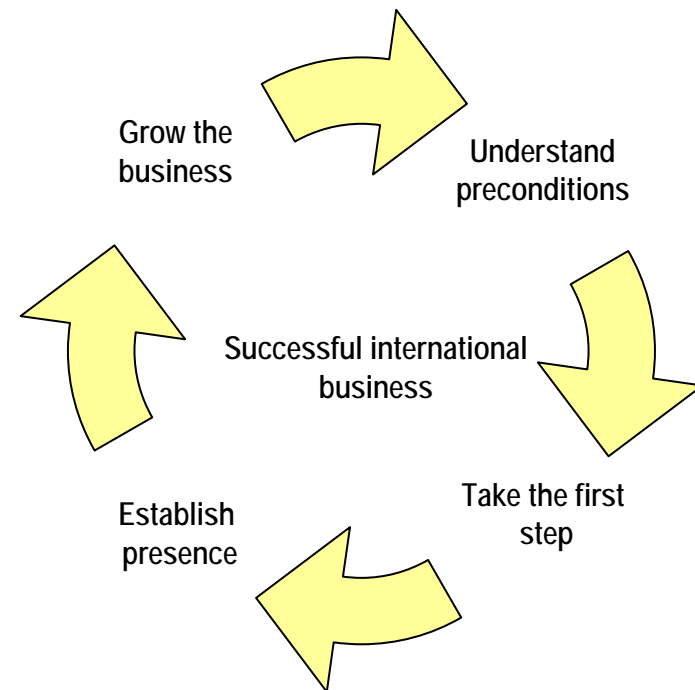 Grow the
business
Understand
preconditions
Successful international
business
Take the first
step
Establish
presence